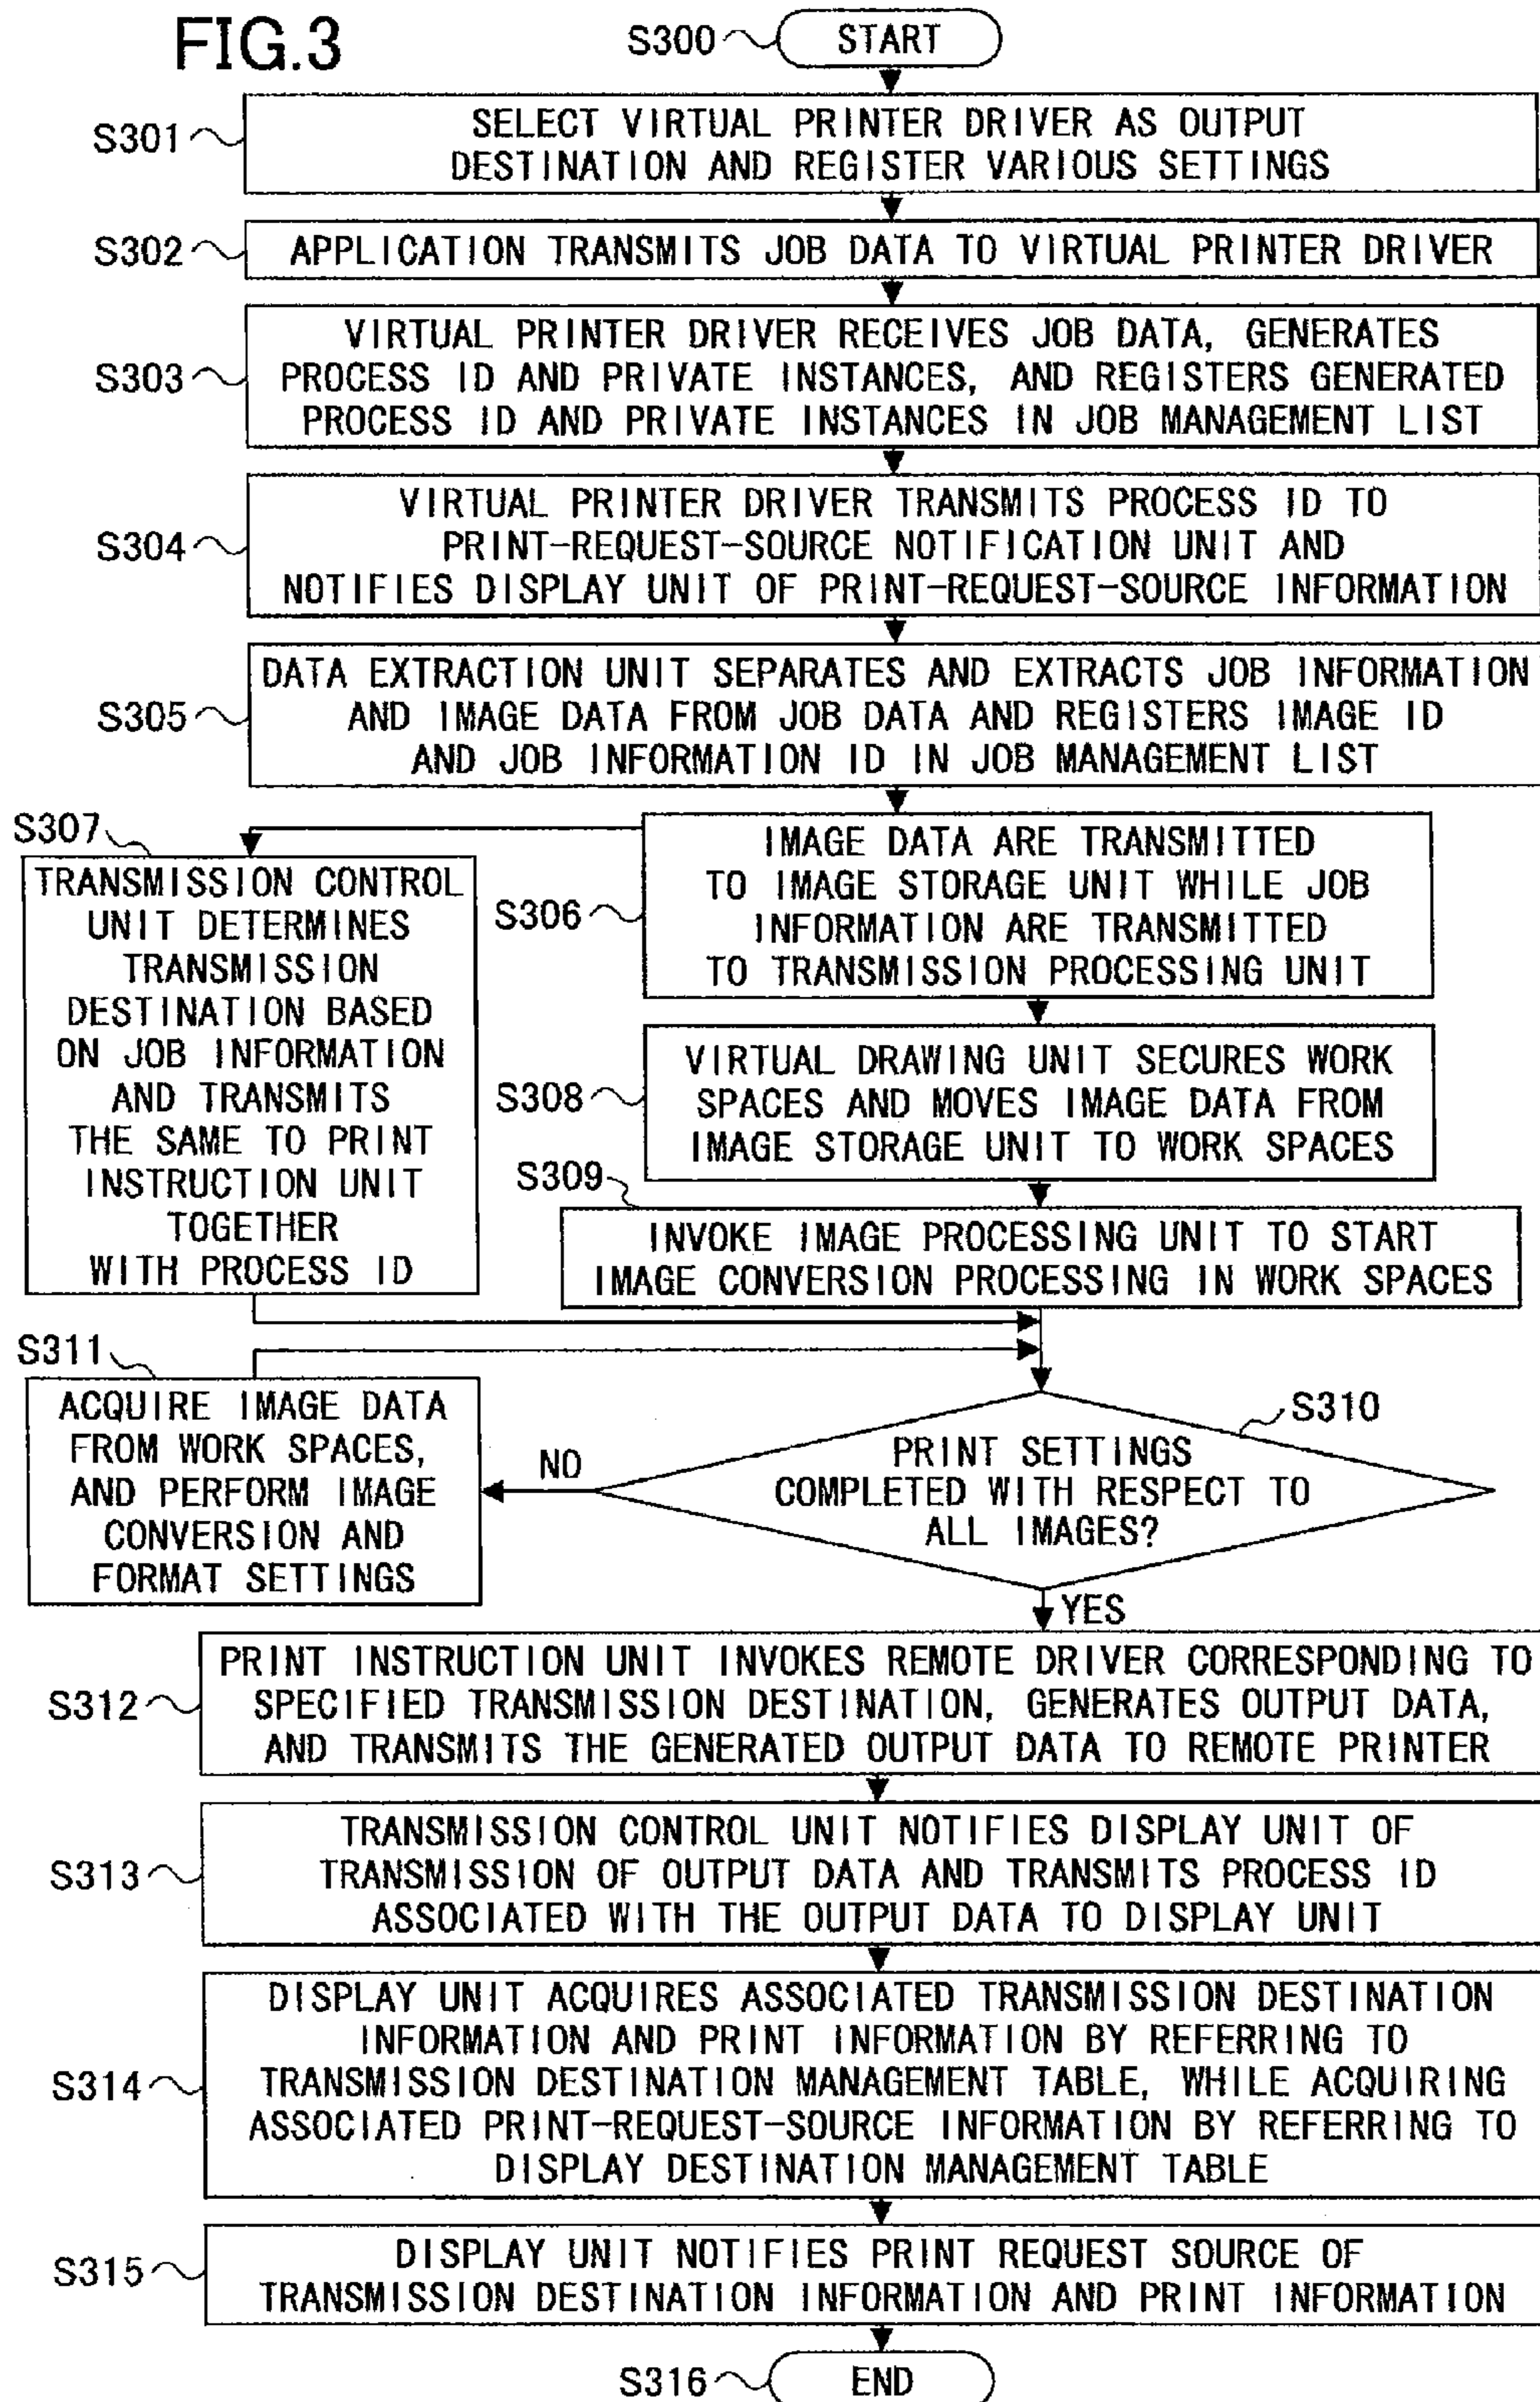 FIG.3
S300
START
S301
SELECT VIRTUAL PRINTER DRIVER AS OUTPUT
DESTINATION AND REGISTER VARIOUS SETTINGS
S302
APPLICATION TRANSMITS JOB DATA TO VIRTUAL PRINTER DRIVER
S303
VIRTUAL PRINTER DRIVER RECEIVES JOB DATA, GENERATES
PROCESS ID AND PRIVATE INSTANCES, AND REGISTERS GENERATED
PROCESS ID AND PRIVATE INSTANCES IN JOB MANAGEMENT LIST
S304
VIRTUAL PRINTER DRIVER TRANSMITS PROCESS ID TO
PRINT-REQUEST-SOURCE NOTIFICATION UNIT AND
NOTIFIES DISPLAY UNIT OF PRINT-REQUEST-SOURCE INFORMATION
S305
DATA EXTRACTION UNIT SEPARATES AND EXTRACTS JOB INFORMATION
AND IMAGE DATA FROM JOB DATA AND REGISTERS IMAGE ID
AND JOB INFORMATION ID IN JOB MANAGEMENT LIST
S307
TRANSMISSION CONTROL
UNIT DETERMINES
TRANSMISSION
DESTINATION BASED
ON JOB INFORMATION
AND TRANSMITS
THE SAME TO PRINT
INSTRUCTION UNIT
TOGETHER
WITH PROCESS ID
S306
IMAGE DATA ARE TRANSMITTED
TO IMAGE STORAGE UNIT WHILE JOB
INFORMATION ARE TRANSMITTED
TO TRANSMISSION PROCESSING UNIT
S308
VIRTUAL DRAWING UNIT SECURES WORK
SPACES AND MOVES IMAGE DATA FROM
IMAGE STORAGE UNIT TO WORK SPACES
S309
INVOKE IMAGE PROCESSING UNIT TO START
IMAGE CONVERSION PROCESSING IN WORK SPACES
S311
ACQUIRE IMAGE DATA
FROM WORK SPACES,
AND PERFORM IMAGE
CONVERSION AND
FORMAT SETTINGS
NO
S310
PRINT SETTINGS
COMPLETED WITH RESPECT TO
ALL IMAGES?
YES
S312
PRINT INSTRUCTION UNIT INVOKES REMOTE DRIVER CORRESPONDING TO
SPECIFIED TRANSMISSION DESTINATION, GENERATES OUTPUT DATA,
AND TRANSMITS THE GENERATED OUTPUT DATA TO REMOTE PRINTER
S313
TRANSMISSION CONTROL UNIT NOTIFIES DISPLAY UNIT OF
TRANSMISSION OF OUTPUT DATA AND TRANSMITS PROCESS ID
ASSOCIATED WITH THE OUTPUT DATA TO DISPLAY UNIT
S314
DISPLAY UNIT ACQUIRES ASSOCIATED TRANSMISSION DESTINATION
INFORMATION AND PRINT INFORMATION BY REFERRING TO
TRANSMISSION DESTINATION MANAGEMENT TABLE, WHILE ACQUIRING
ASSOCIATED PRINT-REQUEST-SOURCE INFORMATION BY REFERRING TO
DISPLAY DESTINATION MANAGEMENT TABLE
S315
DISPLAY UNIT NOTIFIES PRINT REQUEST SOURCE OF
TRANSMISSION DESTINATION INFORMATION AND PRINT INFORMATION
S316
END